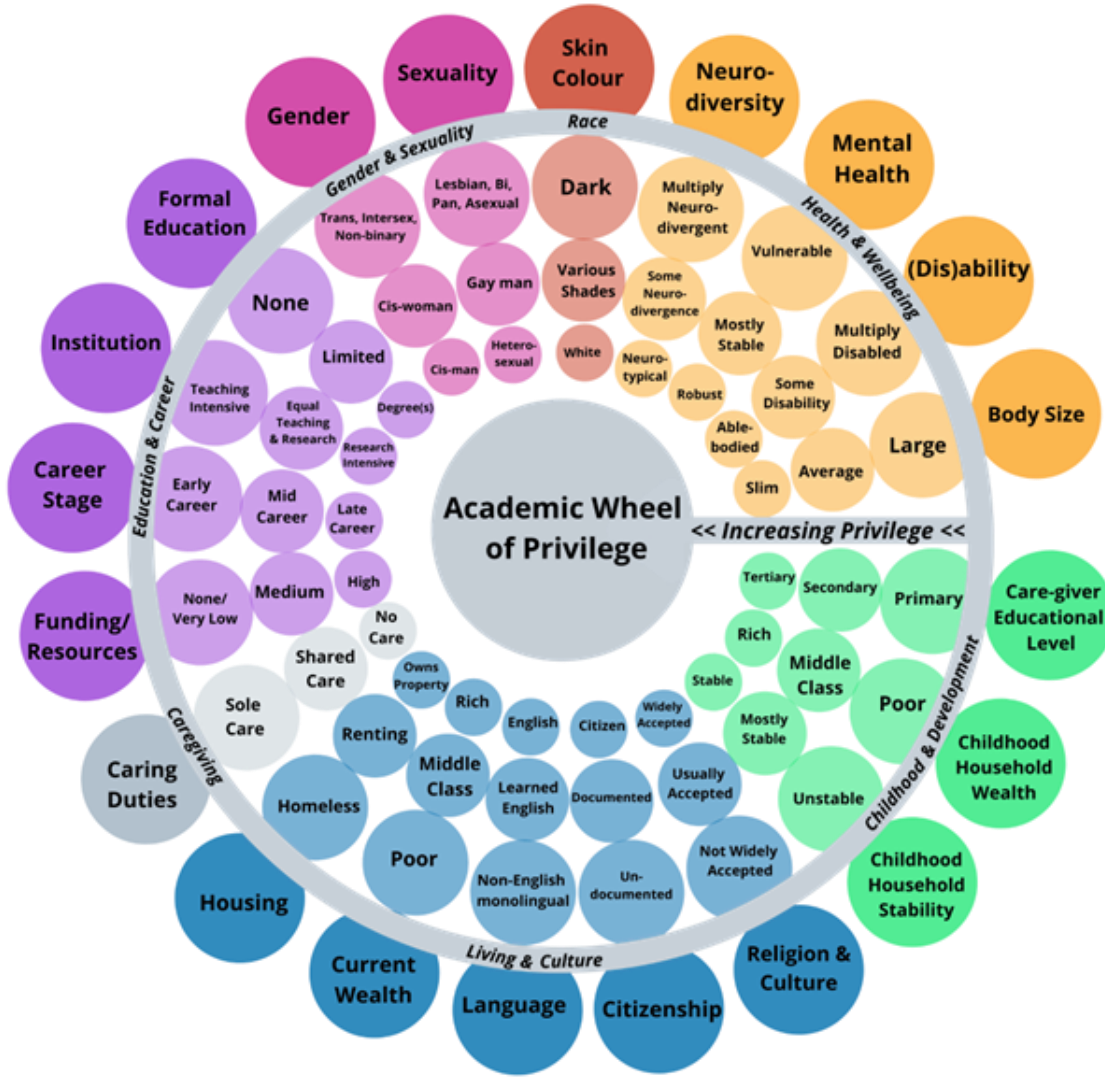 Academic Wheel
of Privilege
<< Increasing Privilege <<
Race
Skin
Colour
Dark
Various
Shades
White
Health & Wellbeing
Neuro-
diversity
Multiply
Neuro-
divergent
Some
Neuro-
divergence
Neuro-
typical
Mental
Health
Vulnerable
Mostly
Stable
Robust
(Dis)ability
Multiply
Disabled
Some
Disability
Able-
bodied
Body Size
Large
Average
Slim
Childhood & Development
Care-giver
Educational
Level
Primary
Secondary
Tertiary
Childhood
Household
Wealth
Poor
Middle
Class
Rich
Childhood
Household
Stability
Unstable
Mostly
Stable
Stable
Living & Culture
Religion &
Culture
Not Widely
Accepted
Usually
Accepted
Widely
Accepted
Citizenship
Un-
documented
Documented
Citizen
Language
Non-English
monolingual
Learned
English
English
Current
Wealth
Poor
Middle
Class
Rich
Housing
Homeless
Renting
Owns
Property
Caregiving
Caring
Duties
Sole
Care
Shared
Care
No
Care
Education & Career
Funding/
Resources
None/
Very Low
Medium
High
Career
Stage
Early
Career
Mid
Career
Late
Career
Institution
Teaching
Intensive
Equal
Teaching
& Research
Research
Intensive
Formal
Education
None
Limited
Degree(s)
Gender & Sexuality
Gender
Trans, Intersex,
Non-binary
Cis-woman
Cis-man
Sexuality
Lesbian, Bi,
Pan, Asexual
Gay man
Hetero-
sexual